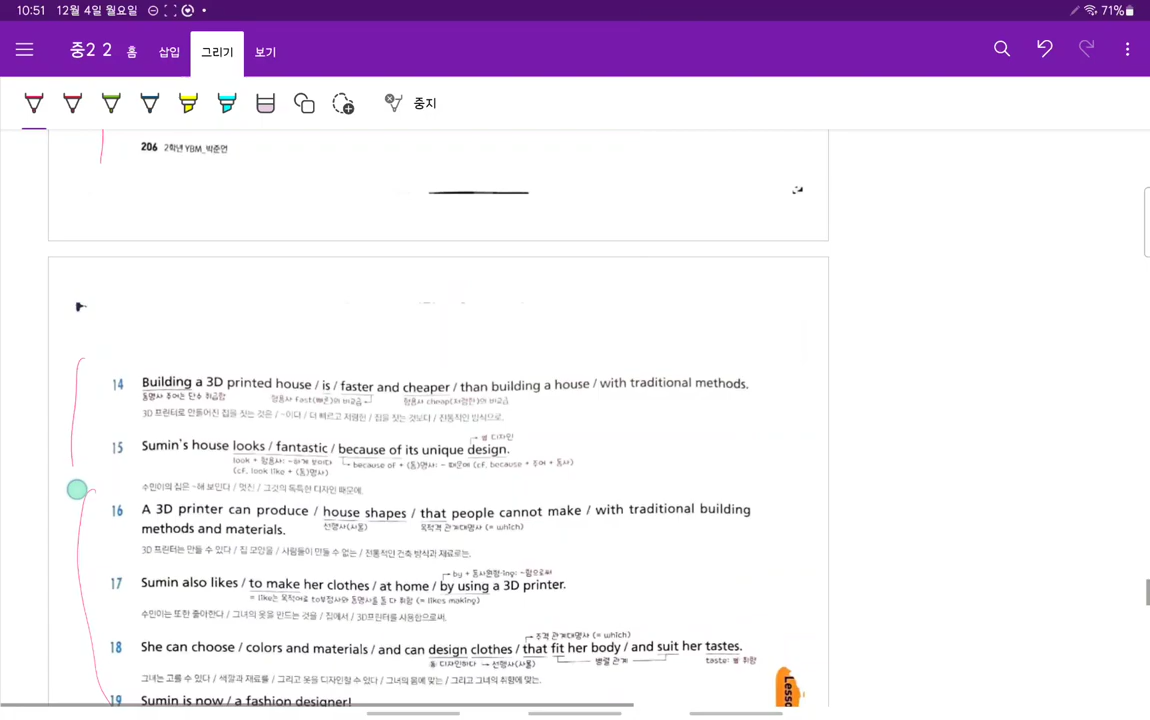 10:51 12월 4일 월요일 71%
중2 2 홈 삽입 그리기 보기
중지
206 2학년 YBM_박준언
14 Building a 3D printed house / is / faster and cheaper / than building a house / with traditional methods.
동명사 주어는 단수 취급함 형용사 fast(빠른)의 비교급 형용사 cheap(저렴한)의 비교급
3D 프린터로 만들어진 집을 짓는 것은 / ~이다 / 더 빠르고 저렴한 / 집을 짓는 것보다 / 전통적인 방식으로.
명 디자인
15 Sumin's house looks / fantastic / because of its unique design.
look + 형용사: ~하게 보이다 because of + (동)명사: ~ 때문에 (cf. because + 주어 + 동사)
(cf. look like + (동)명사)
수민이의 집은 ~해 보인다 / 멋진 / 그것의 독특한 디자인 때문에.
16 A 3D printer can produce / house shapes / that people cannot make / with traditional building
선행사(사물) 목적격 관계대명사 (= which)
methods and materials.
3D 프린터는 만들 수 있다 / 집 모양을 / 사람들이 만들 수 없는 / 전통적인 건축 방식과 재료로는.
by + 동사원형-ing: ~함으로써
17 Sumin also likes / to make her clothes / at home / by using a 3D printer.
= like는 목적어로 to부정사와 동명사를 둘 다 취함 (= likes making)
수민이는 또한 좋아한다 / 그녀의 옷을 만드는 것을 / 집에서 / 3D프린터를 사용함으로써.
주격 관계대명사 (= which)
18 She can choose / colors and materials / and can design clothes / that fit her body / and suit her tastes.
동 디자인하다 선행사(사물) 병렬 관계 taste: 명 취향
그녀는 고를 수 있다 / 색깔과 재료를 / 그리고 옷을 디자인할 수 있다 / 그녀의 몸에 맞는 / 그리고 그녀의 취향에 맞는.
Lesso
19 Sumin is now / a fashion designer!